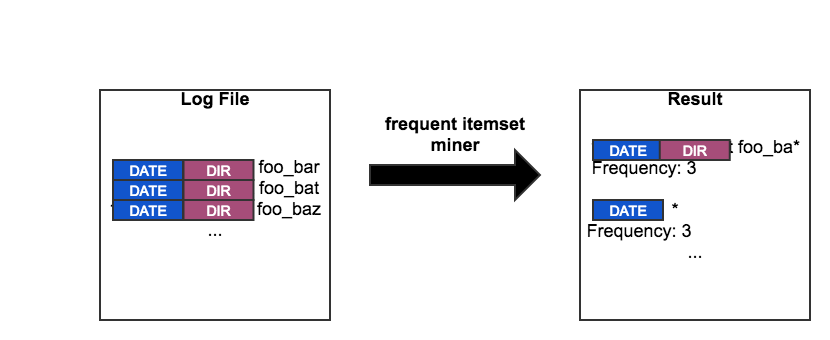 Log File
DATE DIR foo_bar
DATE DIR foo_bat
DATE DIR foo_baz
...
frequent itemset
miner
Result
DATE DIR foo_ba*
Frequency: 3
DATE *
Frequency: 3
...